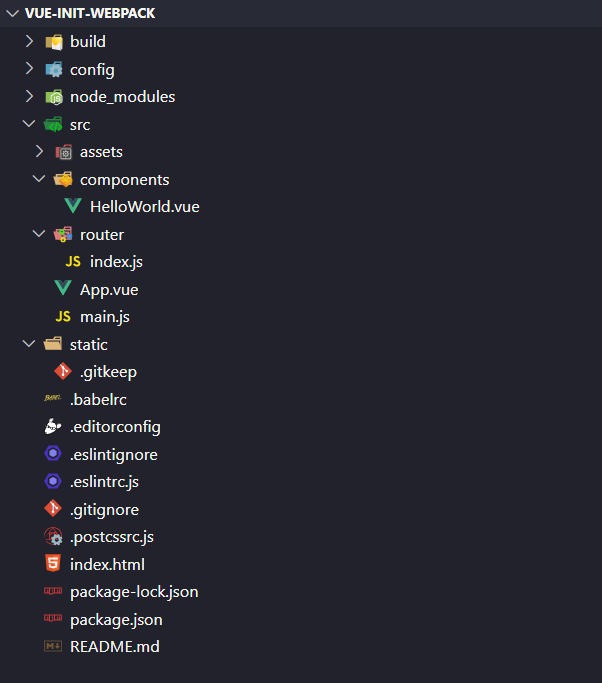 VUE-INIT-WEBPACK
build
config
node_modules
src
assets
components
HelloWorld.vue
router
JS index.js
App.vue
JS main.js
static
.gitkeep
BABEL .babelrc
.editorconfig
.eslintignore
.eslintrc.js
.gitignore
.postcssrc.js
index.html
package-lock.json
package.json
README.md